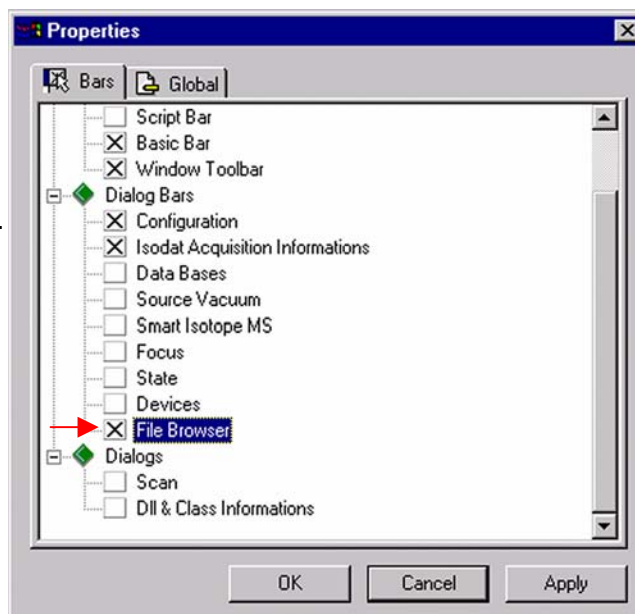 Properties
Bars
Global
Script Bar
Basic Bar
Window Toolbar
Dialog Bars
Configuration
Isodat Acquisition Informations
Data Bases
Source Vacuum
Smart Isotope MS
Focus
State
Devices
File Browser
Dialogs
Scan
Dll & Class Informations
OK
Cancel
Apply